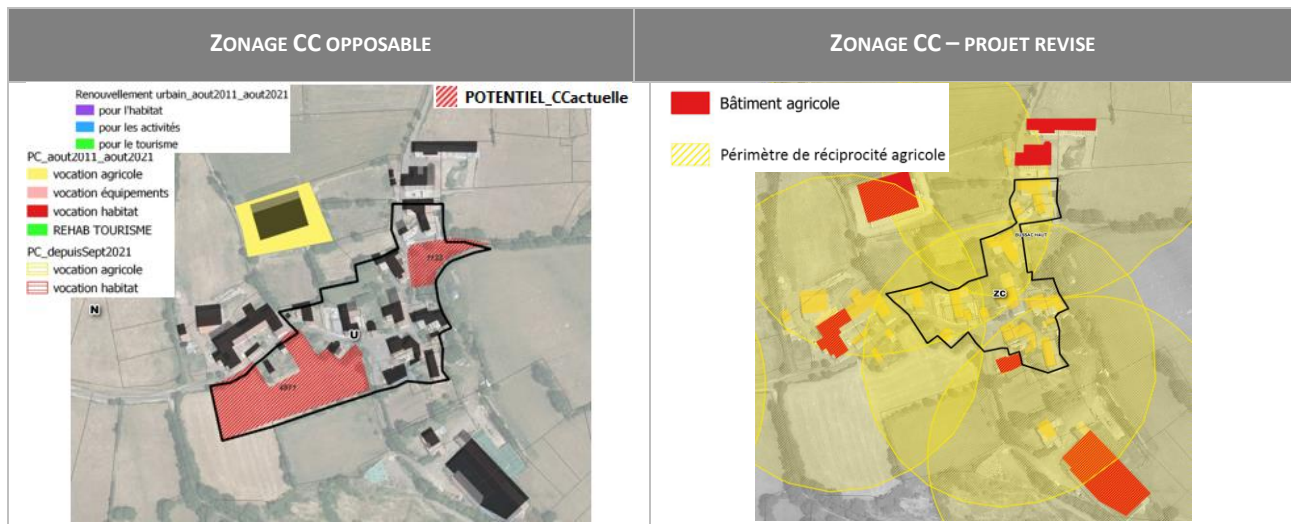 ZONAGE CC OPPOSABLE
ZONAGE CC – PROJET REVISE
Renouvellement urbain_aout2011_aout2021
pour l'habitat
pour les activités
pour le tourisme
PC_aout2011_aout2021
vocation agricole
vocation équipements
vocation habitat
REHAB TOURISME
PC_depuisSept2021
vocation agricole
vocation habitat
POTENTIEL_CCactuelle
N
U
Bâtiment agricole
Périmètre de réciprocité agricole
BUSSAC HAUT
ZC